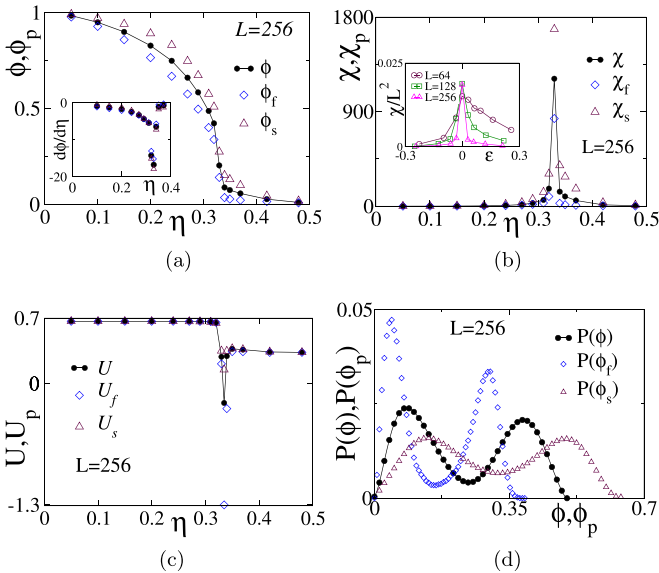 1
0.5
0
0 0.1 0.2 0.3 0.4 0.5
ϕ,ϕp
η
L=256
ϕ
ϕf
ϕs
0
-20
dϕ/dη
0 0.2 η 0.4
(a)
1800
900
0
0 0.1 0.2 0.3 0.4 0.5
χ,χp
η
χ
χf
χs
L=256
0.025
0
χ/L2
L=64
L=128
L=256
-0.3 0 ε 0.3
(b)
0.7
0
-1.3
0 0.1 0.2 0.3 0.4 0.5
U,Up
η
U
Uf
Us
L=256
(c)
0.05
0
0 0.35 0.7
P(ϕ),P(ϕp)
ϕ,ϕp
L=256
P(ϕ)
P(ϕf)
P(ϕs)
(d)